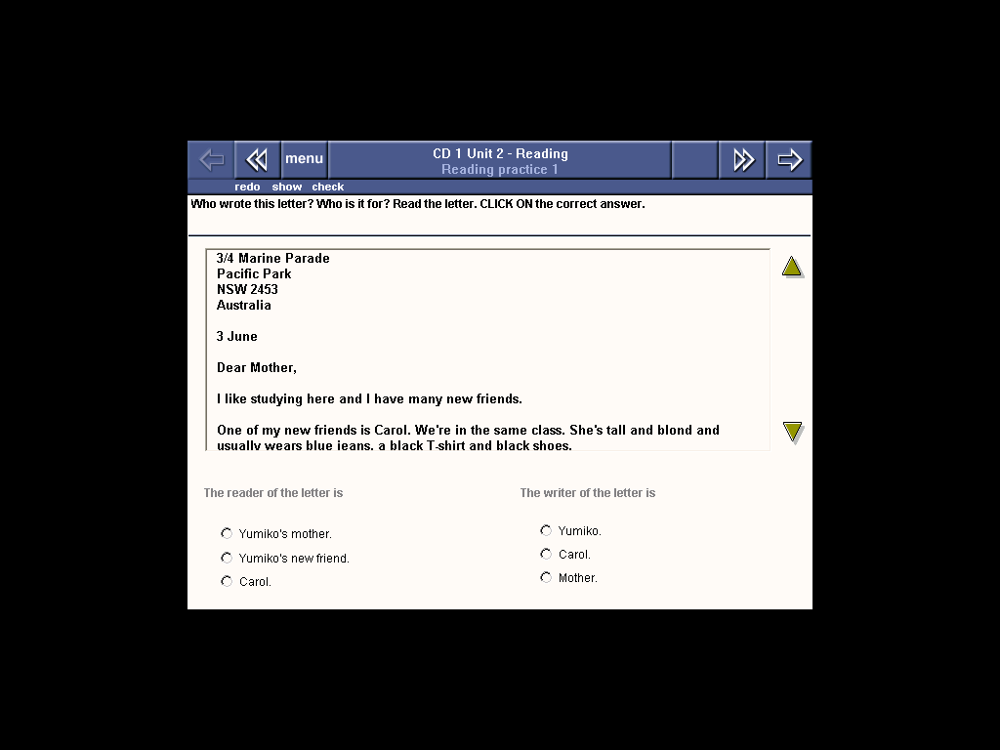 menu
CD 1 Unit 2 - Reading
Reading practice 1
redo show check
Who wrote this letter? Who is it for? Read the letter. CLICK ON the correct answer.
3/4 Marine Parade
Pacific Park
NSW 2453
Australia
3 June
Dear Mother,
I like studying here and I have many new friends.
One of my new friends is Carol. We're in the same class. She's tall and blond and
usually wears blue jeans, a black T-shirt and black shoes.
The reader of the letter is
Yumiko's mother.
Yumiko's new friend.
Carol.
The writer of the letter is
Yumiko.
Carol.
Mother.